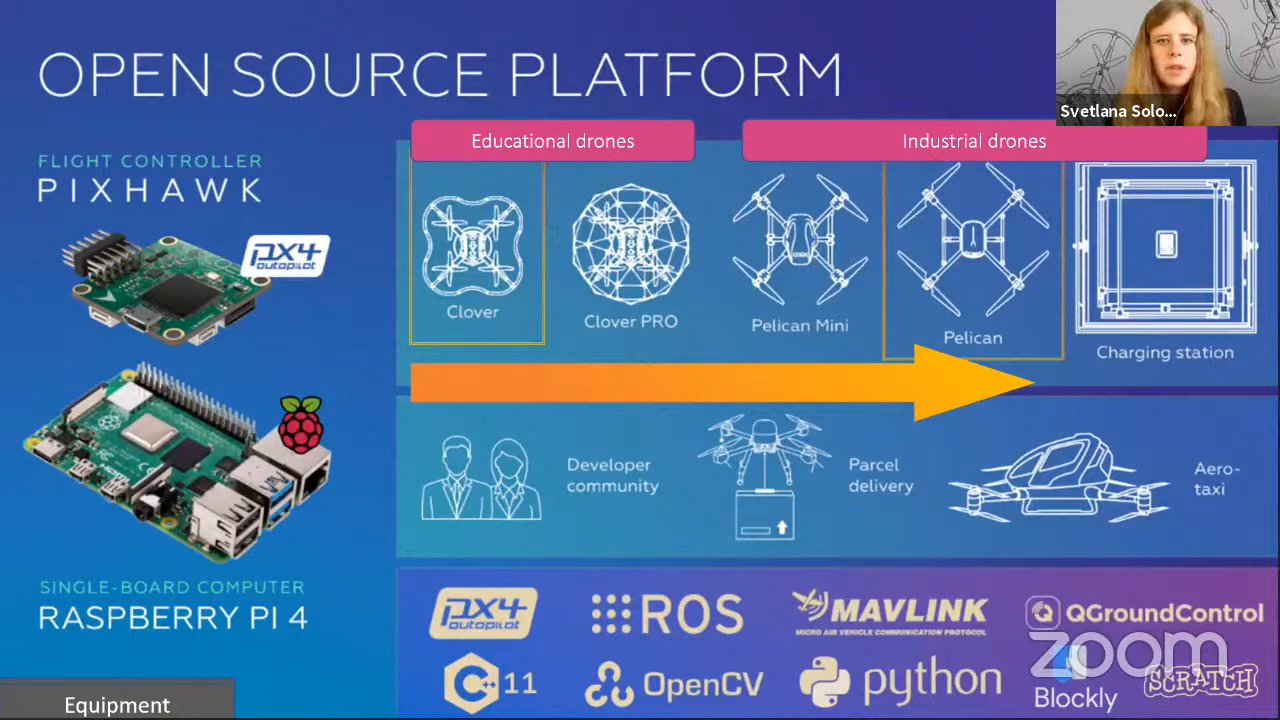 OPEN SOURCE PLATFORM
Svetlana Solo...
Educational drones
Industrial drones
FLIGHT CONTROLLER
PIXHAWK
px4
autopilot
Clover
Clover PRO
Pelican Mini
Pelican
Charging station
Developer
community
Parcel
delivery
Aero-
taxi
SINGLE-BOARD COMPUTER
RASPBERRY PI 4
px4
autopilot
ROS
MAVLINK
MICRO AIR VEHICLE COMMUNICATION PROTOCOL
QGroundControl
zoom
C++ 11
OpenCV
python
Blockly
SCRATCH
Equipment